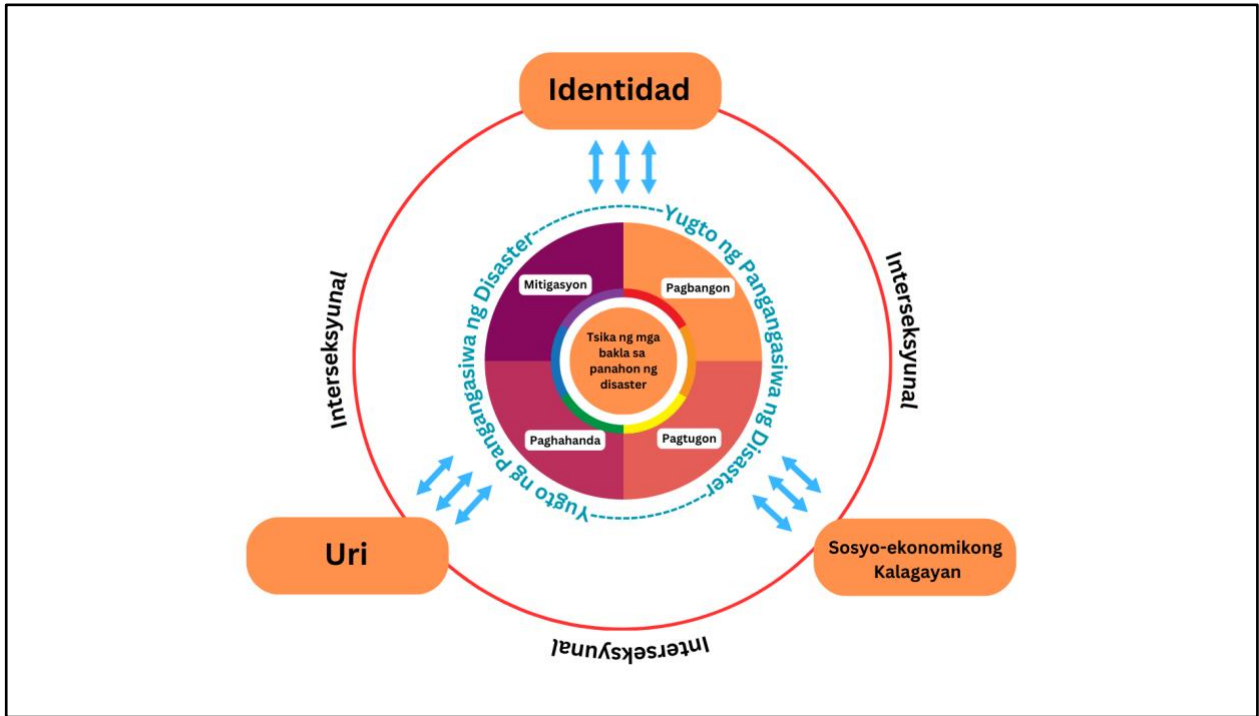 Identidad
Yugto ng Pangangasiwa ng Disaster
Yugto ng Pangangasiwa ng Disaster
Interseksyunal
Interseksyunal
Mitigasyon
Pagbangon
Tsika ng mga
bakla sa
panahon ng
disaster
Paghahanda
Pagtugon
Uri
Sosyo-ekonomikong
Kalagayan
Interseksyunal